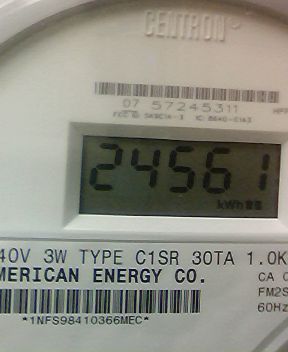 CENTRON
07 57245311
24561
kWh
40V 3W TYPE C1SR 30TA 1.0K
MERICAN ENERGY CO.
CA
FM2S
60Hz
*1NFS98410366MEC*